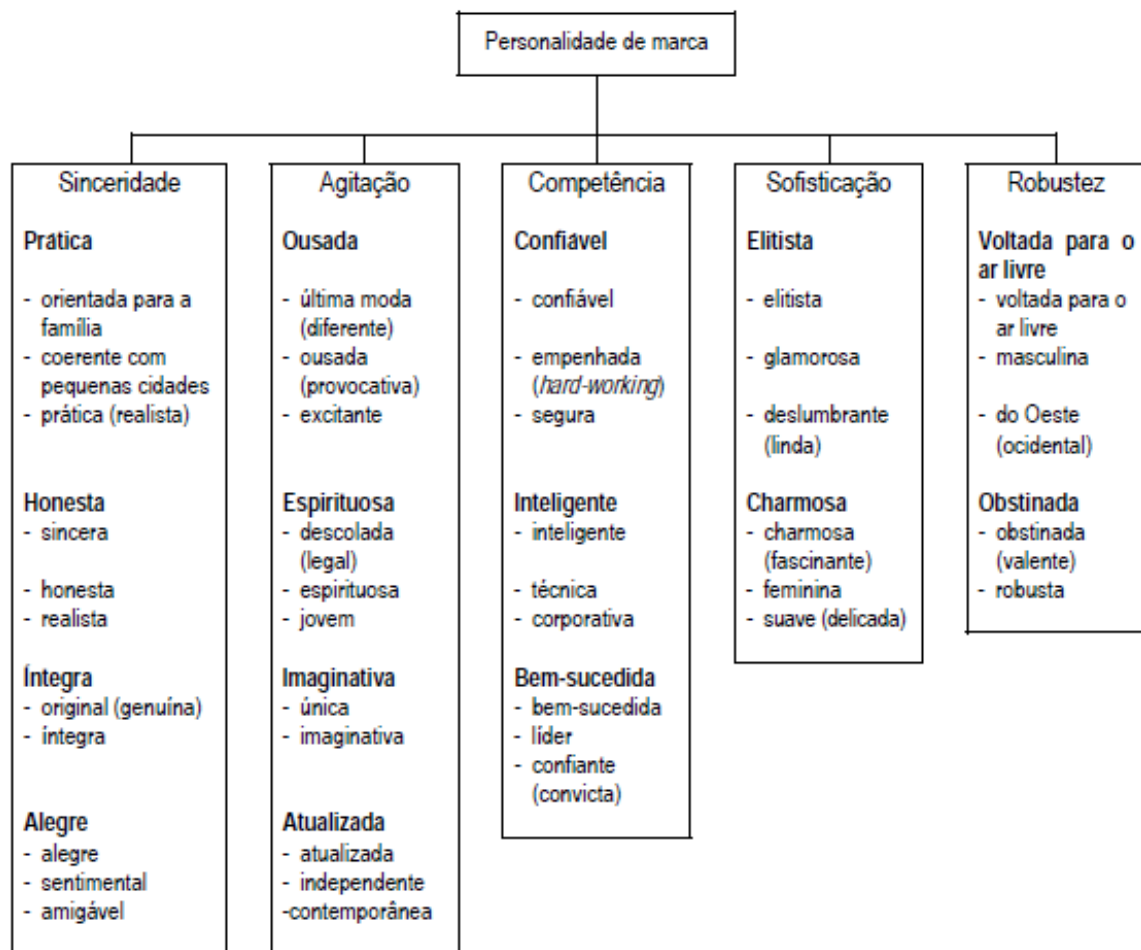 Personalidade de marca
Sinceridade
Prática
- orientada para a
família
- coerente com
pequenas cidades
- prática (realista)
Honesta
- sincera
- honesta
- realista
Íntegra
- original (genuína)
- íntegra
Alegre
- alegre
- sentimental
- amigável
Agitação
Ousada
- última moda
(diferente)
- ousada
(provocativa)
- excitante
Espirituosa
- descolada
(legal)
- espirituosa
- jovem
Imaginativa
- única
- imaginativa
Atualizada
- atualizada
- independente
-contemporânea
Competência
Confiável
- confiável
- empenhada
(hard-working)
- segura
Inteligente
- inteligente
- técnica
- corporativa
Bem-sucedida
- bem-sucedida
- líder
- confiante
(convicta)
Sofisticação
Elitista
- elitista
- glamorosa
- deslumbrante
(linda)
Charmosa
- charmosa
(fascinante)
- feminina
- suave (delicada)
Robustez
Voltada para o
ar livre
- voltada para o
ar livre
- masculina
- do Oeste
(ocidental)
Obstinada
- obstinada
(valente)
- robusta